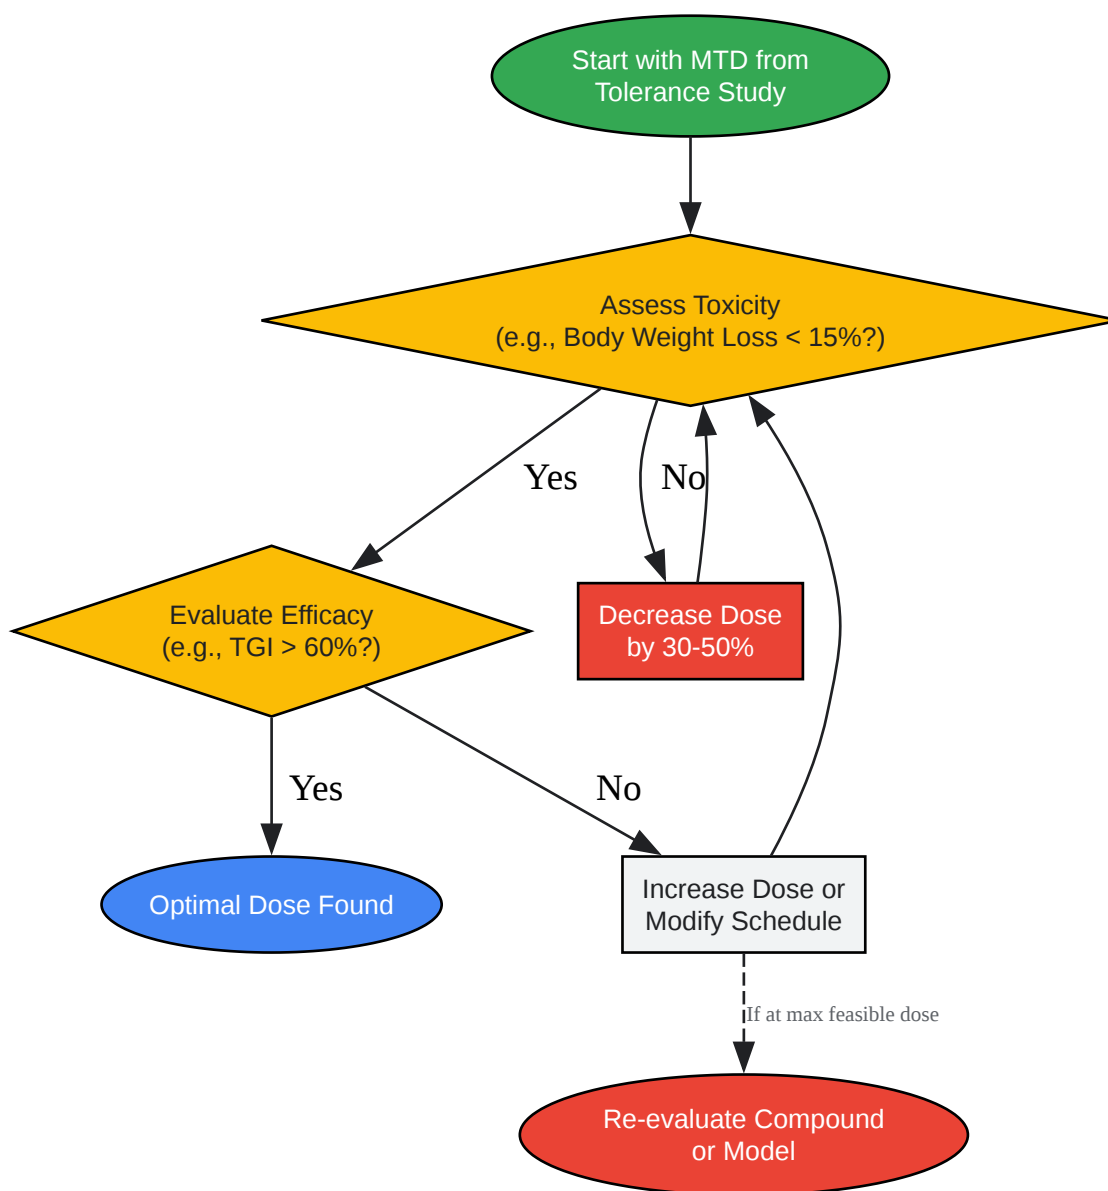 Start with MTD from
Tolerance Study
Assess Toxicity
(e.g., Body Weight Loss < 15%?)
Yes
No
Evaluate Efficacy
(e.g., TGI > 60%?)
Decrease Dose
by 30-50%
Yes
No
Optimal Dose Found
Increase Dose or
Modify Schedule
If at max feasible dose
Re-evaluate Compound
or Model